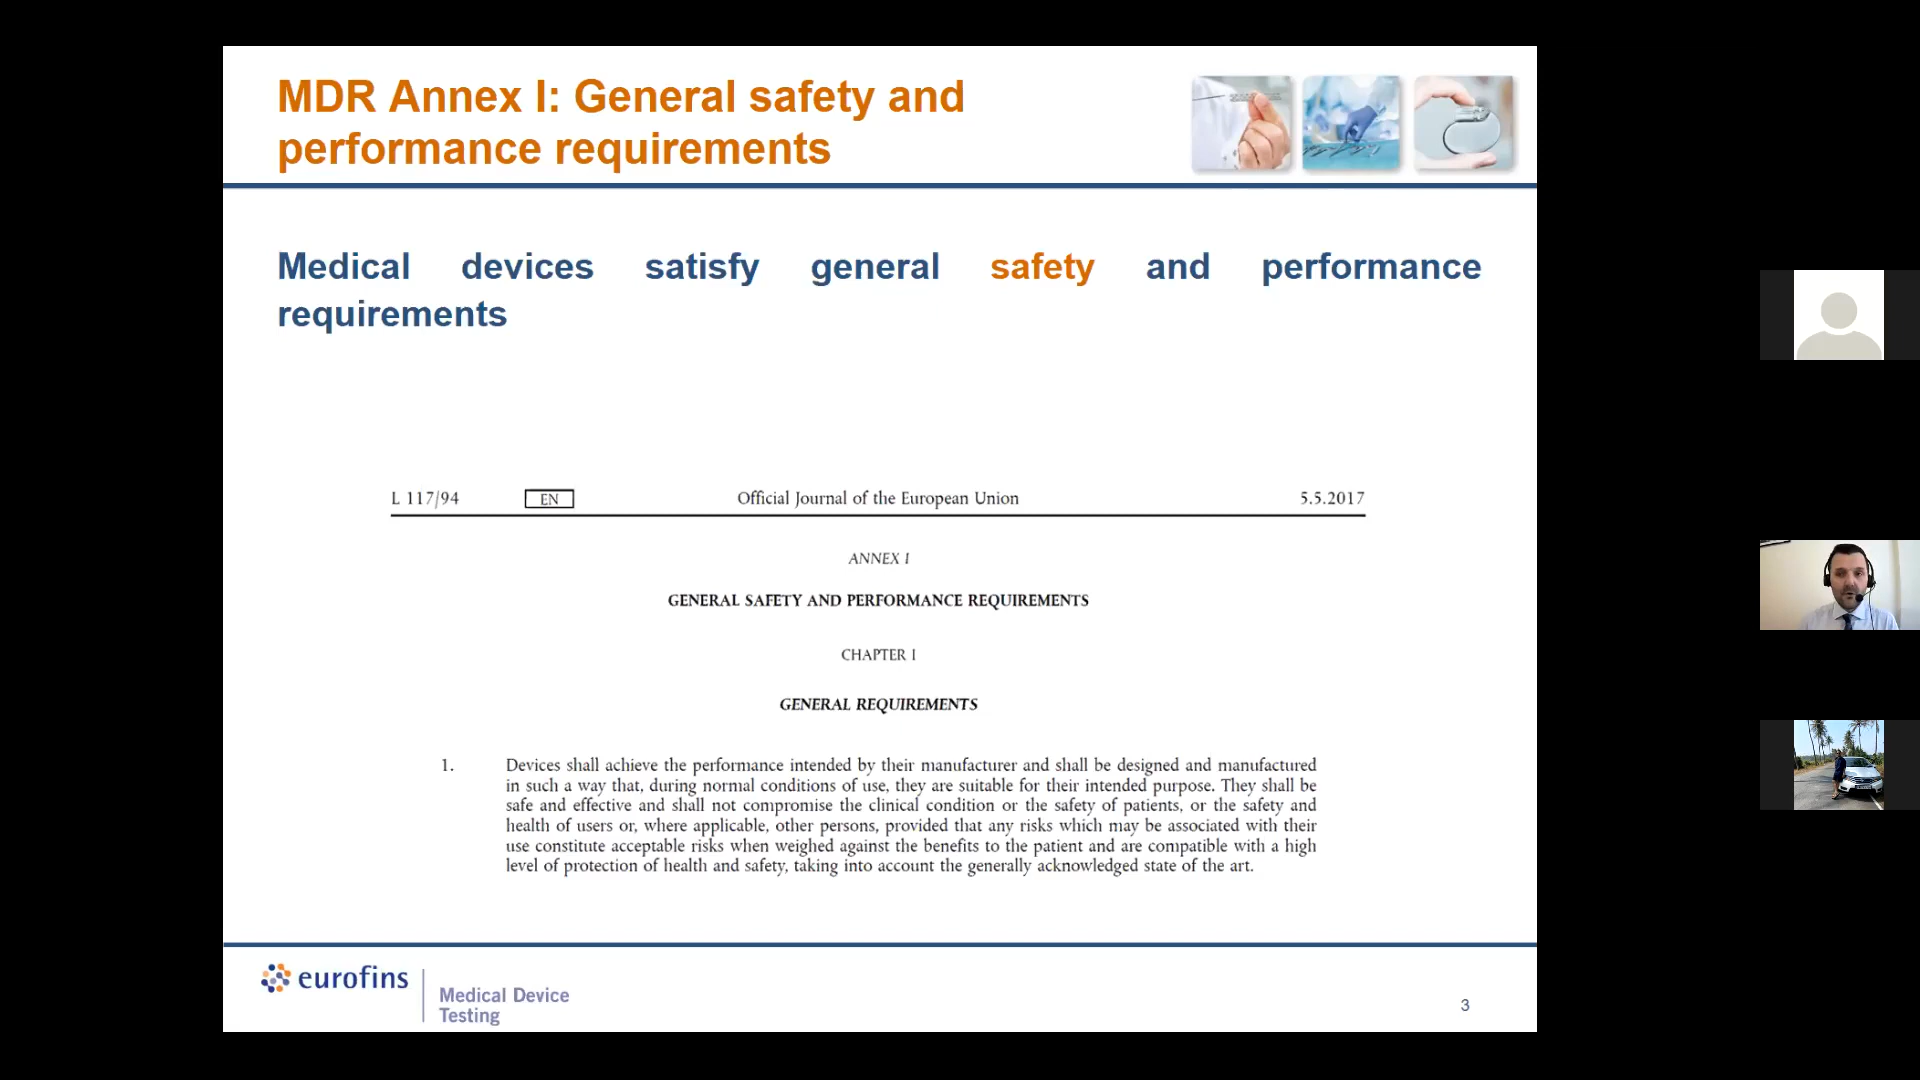 MDR Annex I: General safety and
performance requirements
Medical devices satisfy general safety and performance
requirements
L 117/94 EN Official Journal of the European Union 5.5.2017
ANNEX I
GENERAL SAFETY AND PERFORMANCE REQUIREMENTS
CHAPTER I
GENERAL REQUIREMENTS
1. Devices shall achieve the performance intended by their manufacturer and shall be designed and manufactured
in such a way that, during normal conditions of use, they are suitable for their intended purpose. They shall be
safe and effective and shall not compromise the clinical condition or the safety of patients, or the safety and
health of users or, where applicable, other persons, provided that any risks which may be associated with their
use constitute acceptable risks when weighed against the benefits to the patient and are compatible with a high
level of protection of health and safety, taking into account the generally acknowledged state of the art.
eurofins
Medical Device
Testing
3